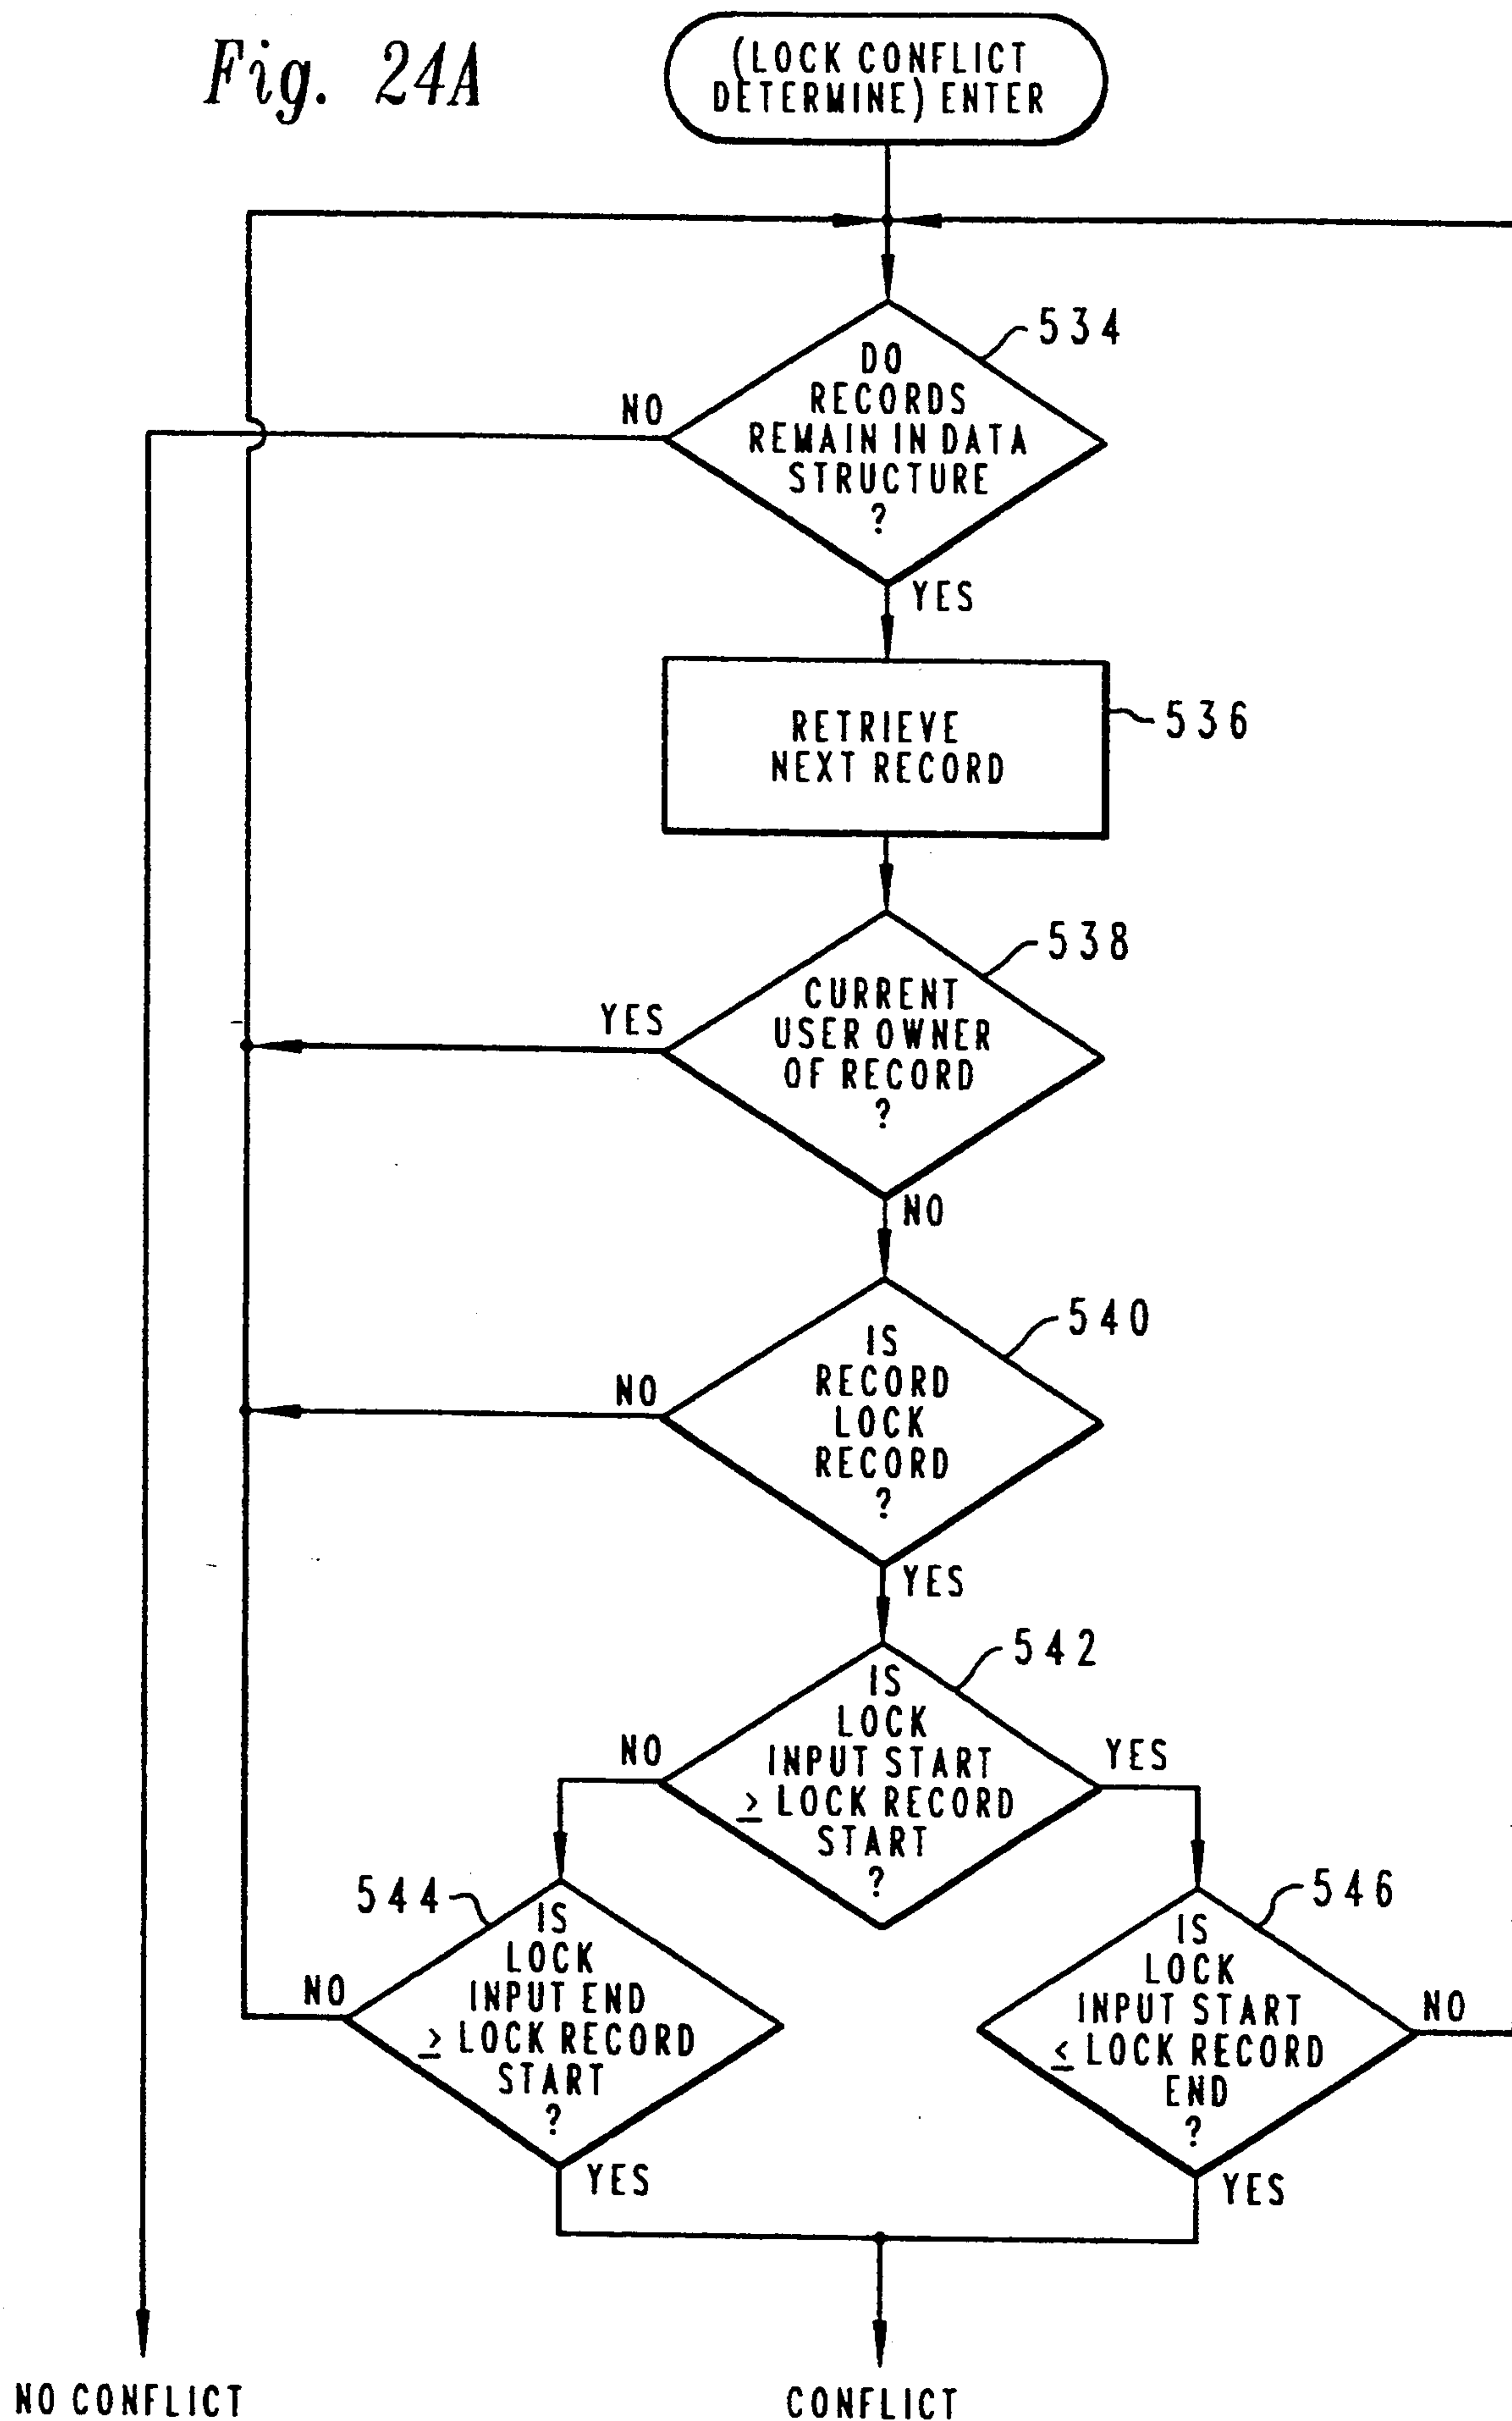 Fig. 24A
(LOCK CONFLICT
DETERMINE) ENTER
534
DO
RECORDS
REMAIN IN DATA
STRUCTURE
?
NO
YES
RETRIEVE
NEXT RECORD
536
538
CURRENT
USER OWNER
OF RECORD
?
YES
NO
540
IS
RECORD
LOCK
RECORD
?
NO
YES
542
IS
LOCK
INPUT START
≥ LOCK RECORD
START
?
NO
YES
544
IS
LOCK
INPUT END
≥ LOCK RECORD
START
?
NO
YES
546
IS
LOCK
INPUT START
≤ LOCK RECORD
END
?
NO
YES
NO CONFLICT
CONFLICT